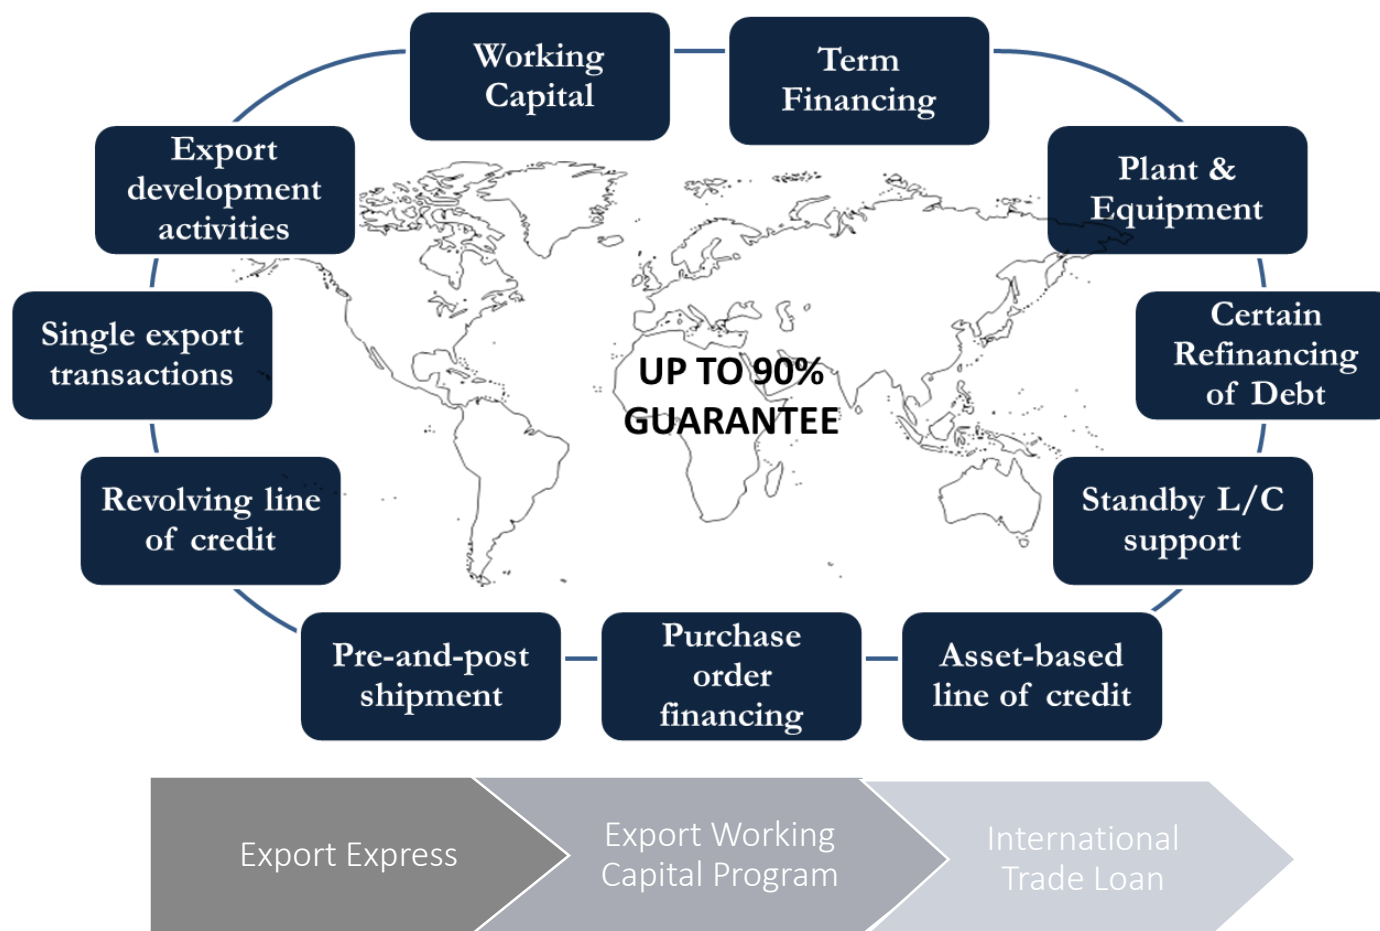 Working
Capital
Term
Financing
Export
development
activities
Plant &
Equipment
Single export
transactions
Certain
Refinancing
of Debt
UP TO 90%
GUARANTEE
Revolving line
of credit
Standby L/C
support
Pre-and-post
shipment
Purchase
order
financing
Asset-based
line of credit
Export Express
Export Working
Capital Program
International
Trade Loan